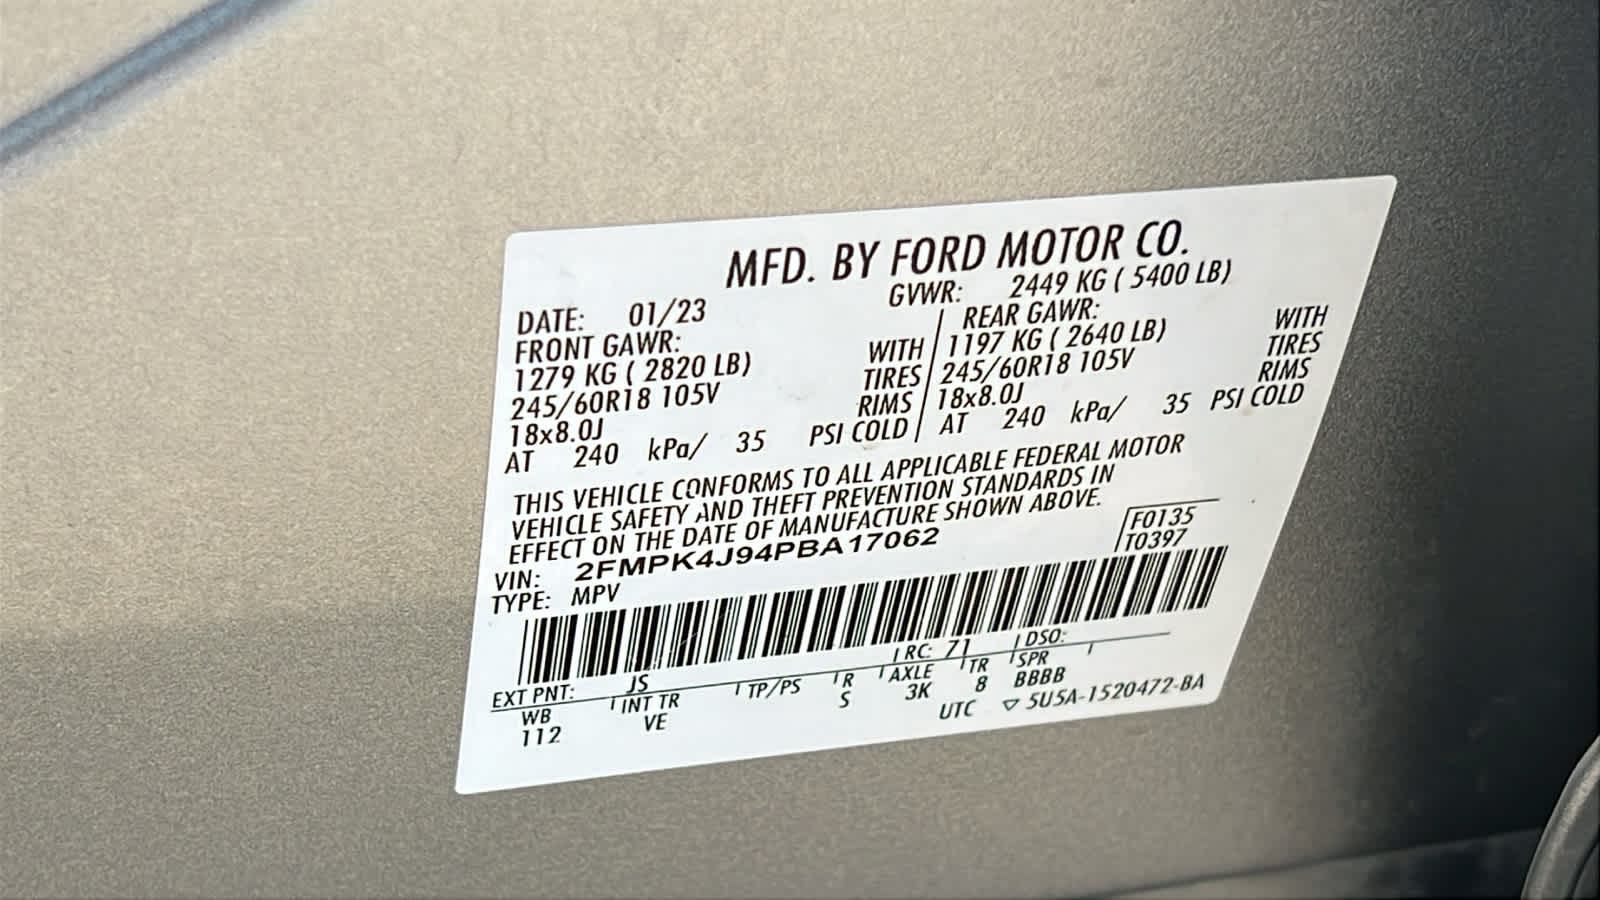 MFD. BY FORD MOTOR CO.
DATE: 01/23 GVWR: 2449 KG ( 5400 LB)
FRONT GAWR: REAR GAWR:
1279 KG ( 2820 LB) WITH 1197 KG ( 2640 LB) WITH
245/60R18 105V TIRES 245/60R18 105V TIRES
18x8.0J RIMS 18x8.0J RIMS
AT 240 kPa/ 35 PSI COLD AT 240 kPa/ 35 PSI COLD
THIS VEHICLE CONFORMS TO ALL APPLICABLE FEDERAL MOTOR
VEHICLE SAFETY AND THEFT PREVENTION STANDARDS IN
EFFECT ON THE DATE OF MANUFACTURE SHOWN ABOVE.
VIN: 2FMPK4J94PBA17062 F0135
TYPE: MPV T0397
EXT PNT: JS RC: 71 DSO:
WB INT TR TP/PS R AXLE TR SPR
112 VE S 3K 8 BBBB
UTC ▽ 5U5A-1520472-BA